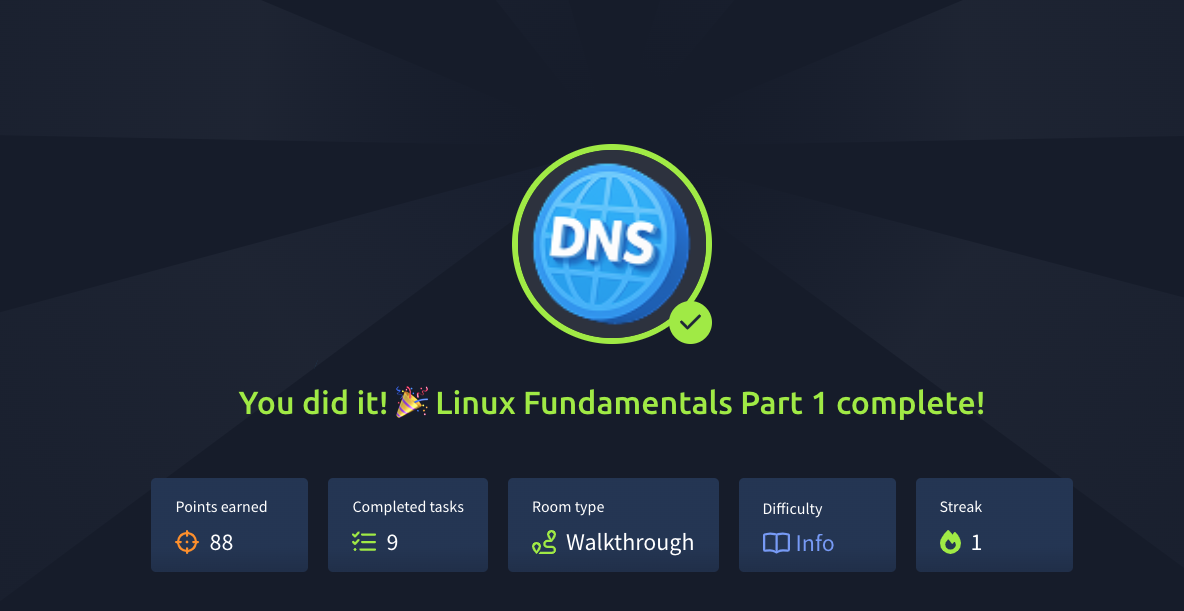 DNS
You did it! 🎉 Linux Fundamentals Part 1 complete!
Points earned
88
Completed tasks
9
Room type
Walkthrough
Difficulty
Info
Streak
1